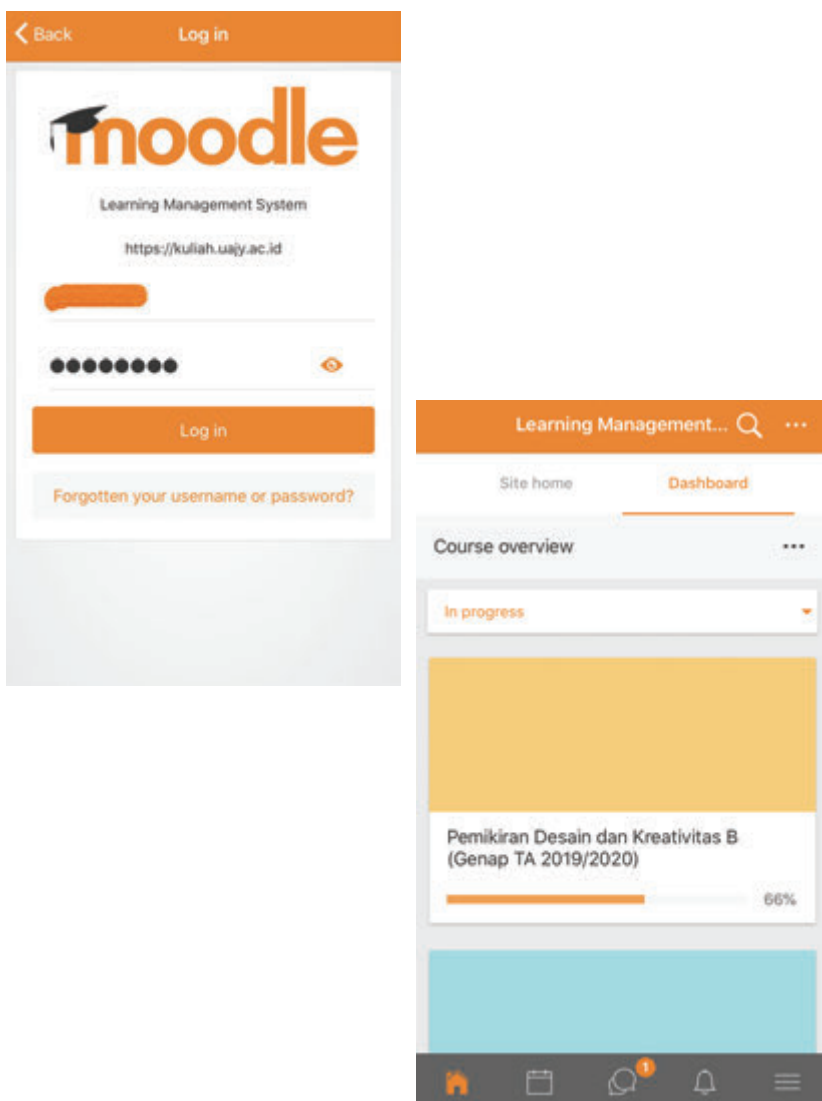 Back
Log in
moodle
Learning Management System
https://kuliah.uajy.ac.id
Log in
Forgotten your username or password?
Learning Management...
Site home
Dashboard
Course overview
In progress
Pemikiran Desain dan Kreativitas B
(Genap TA 2019/2020)
66%
1